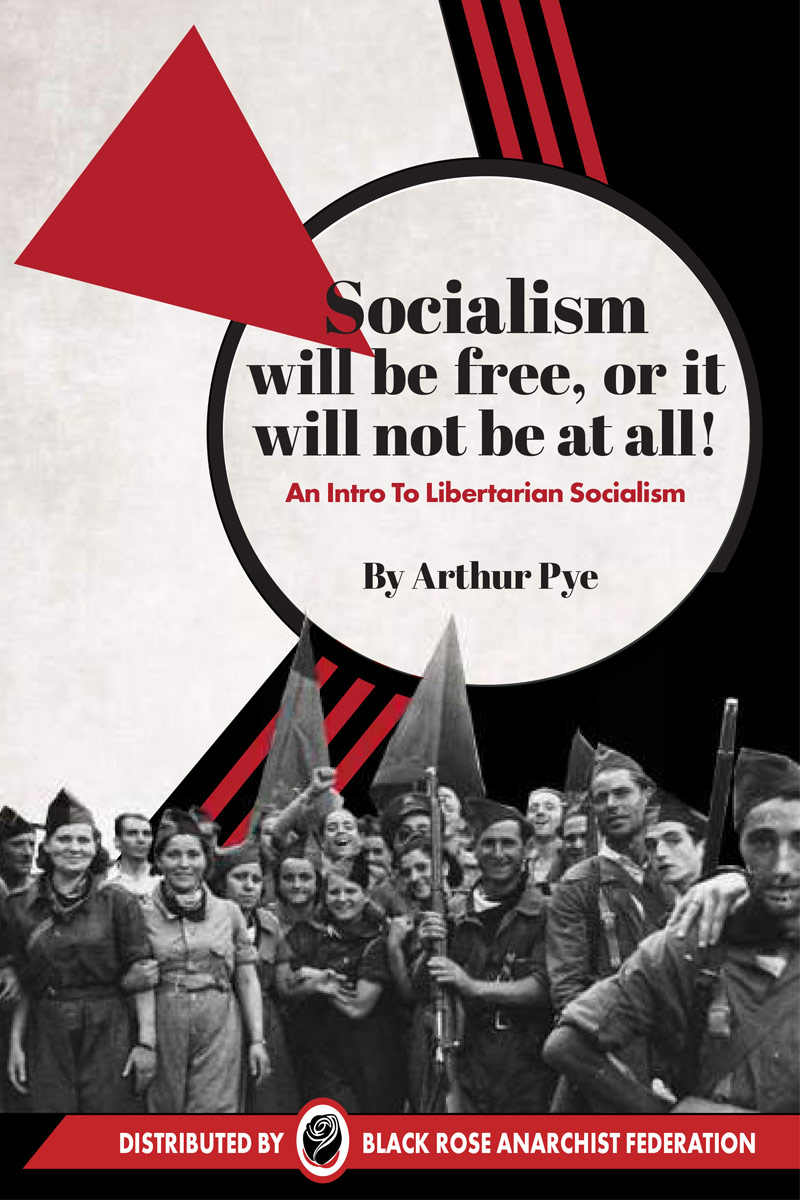 Socialism
will be free, or it
will not be at all!
An Intro To Libertarian Socialism
By Arthur Pye
DISTRIBUTED BY BLACK ROSE ANARCHIST FEDERATION